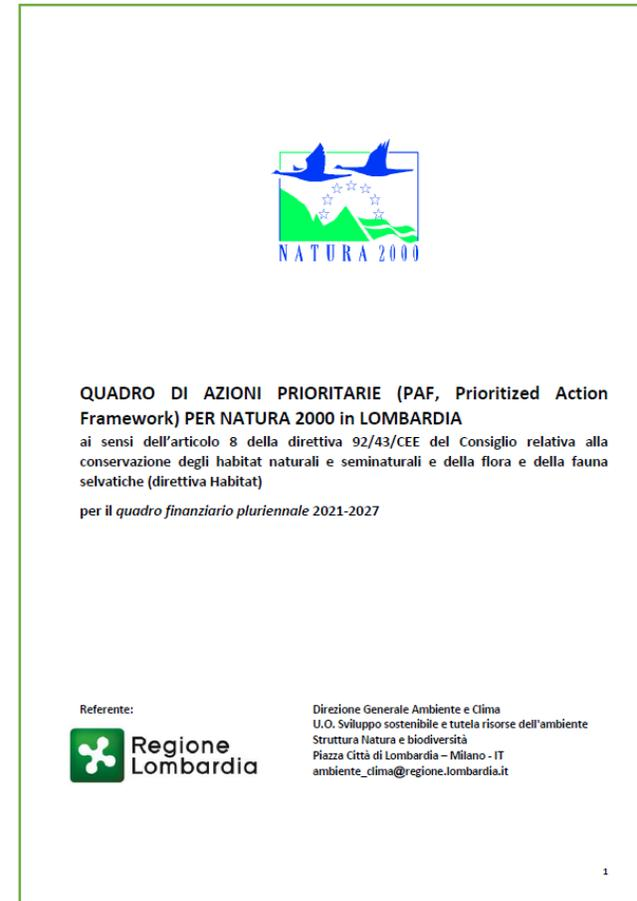 NATURA 2000
QUADRO DI AZIONI PRIORITARIE (PAF, Prioritized Action
Framework) PER NATURA 2000 in LOMBARDIA
ai sensi dell'articolo 8 della direttiva 92/43/CEE del Consiglio relativa alla
conservazione degli habitat naturali e seminaturali e della flora e della fauna
selvatiche (direttiva Habitat)
per il quadro finanziario pluriennale 2021-2027
Referente:
Regione
Lombardia
Direzione Generale Ambiente e Clima
U.O. Sviluppo sostenibile e tutela risorse dell'ambiente
Struttura Natura e biodiversità
Piazza Città di Lombardia – Milano - IT
ambiente_clima@regione.lombardia.it
1